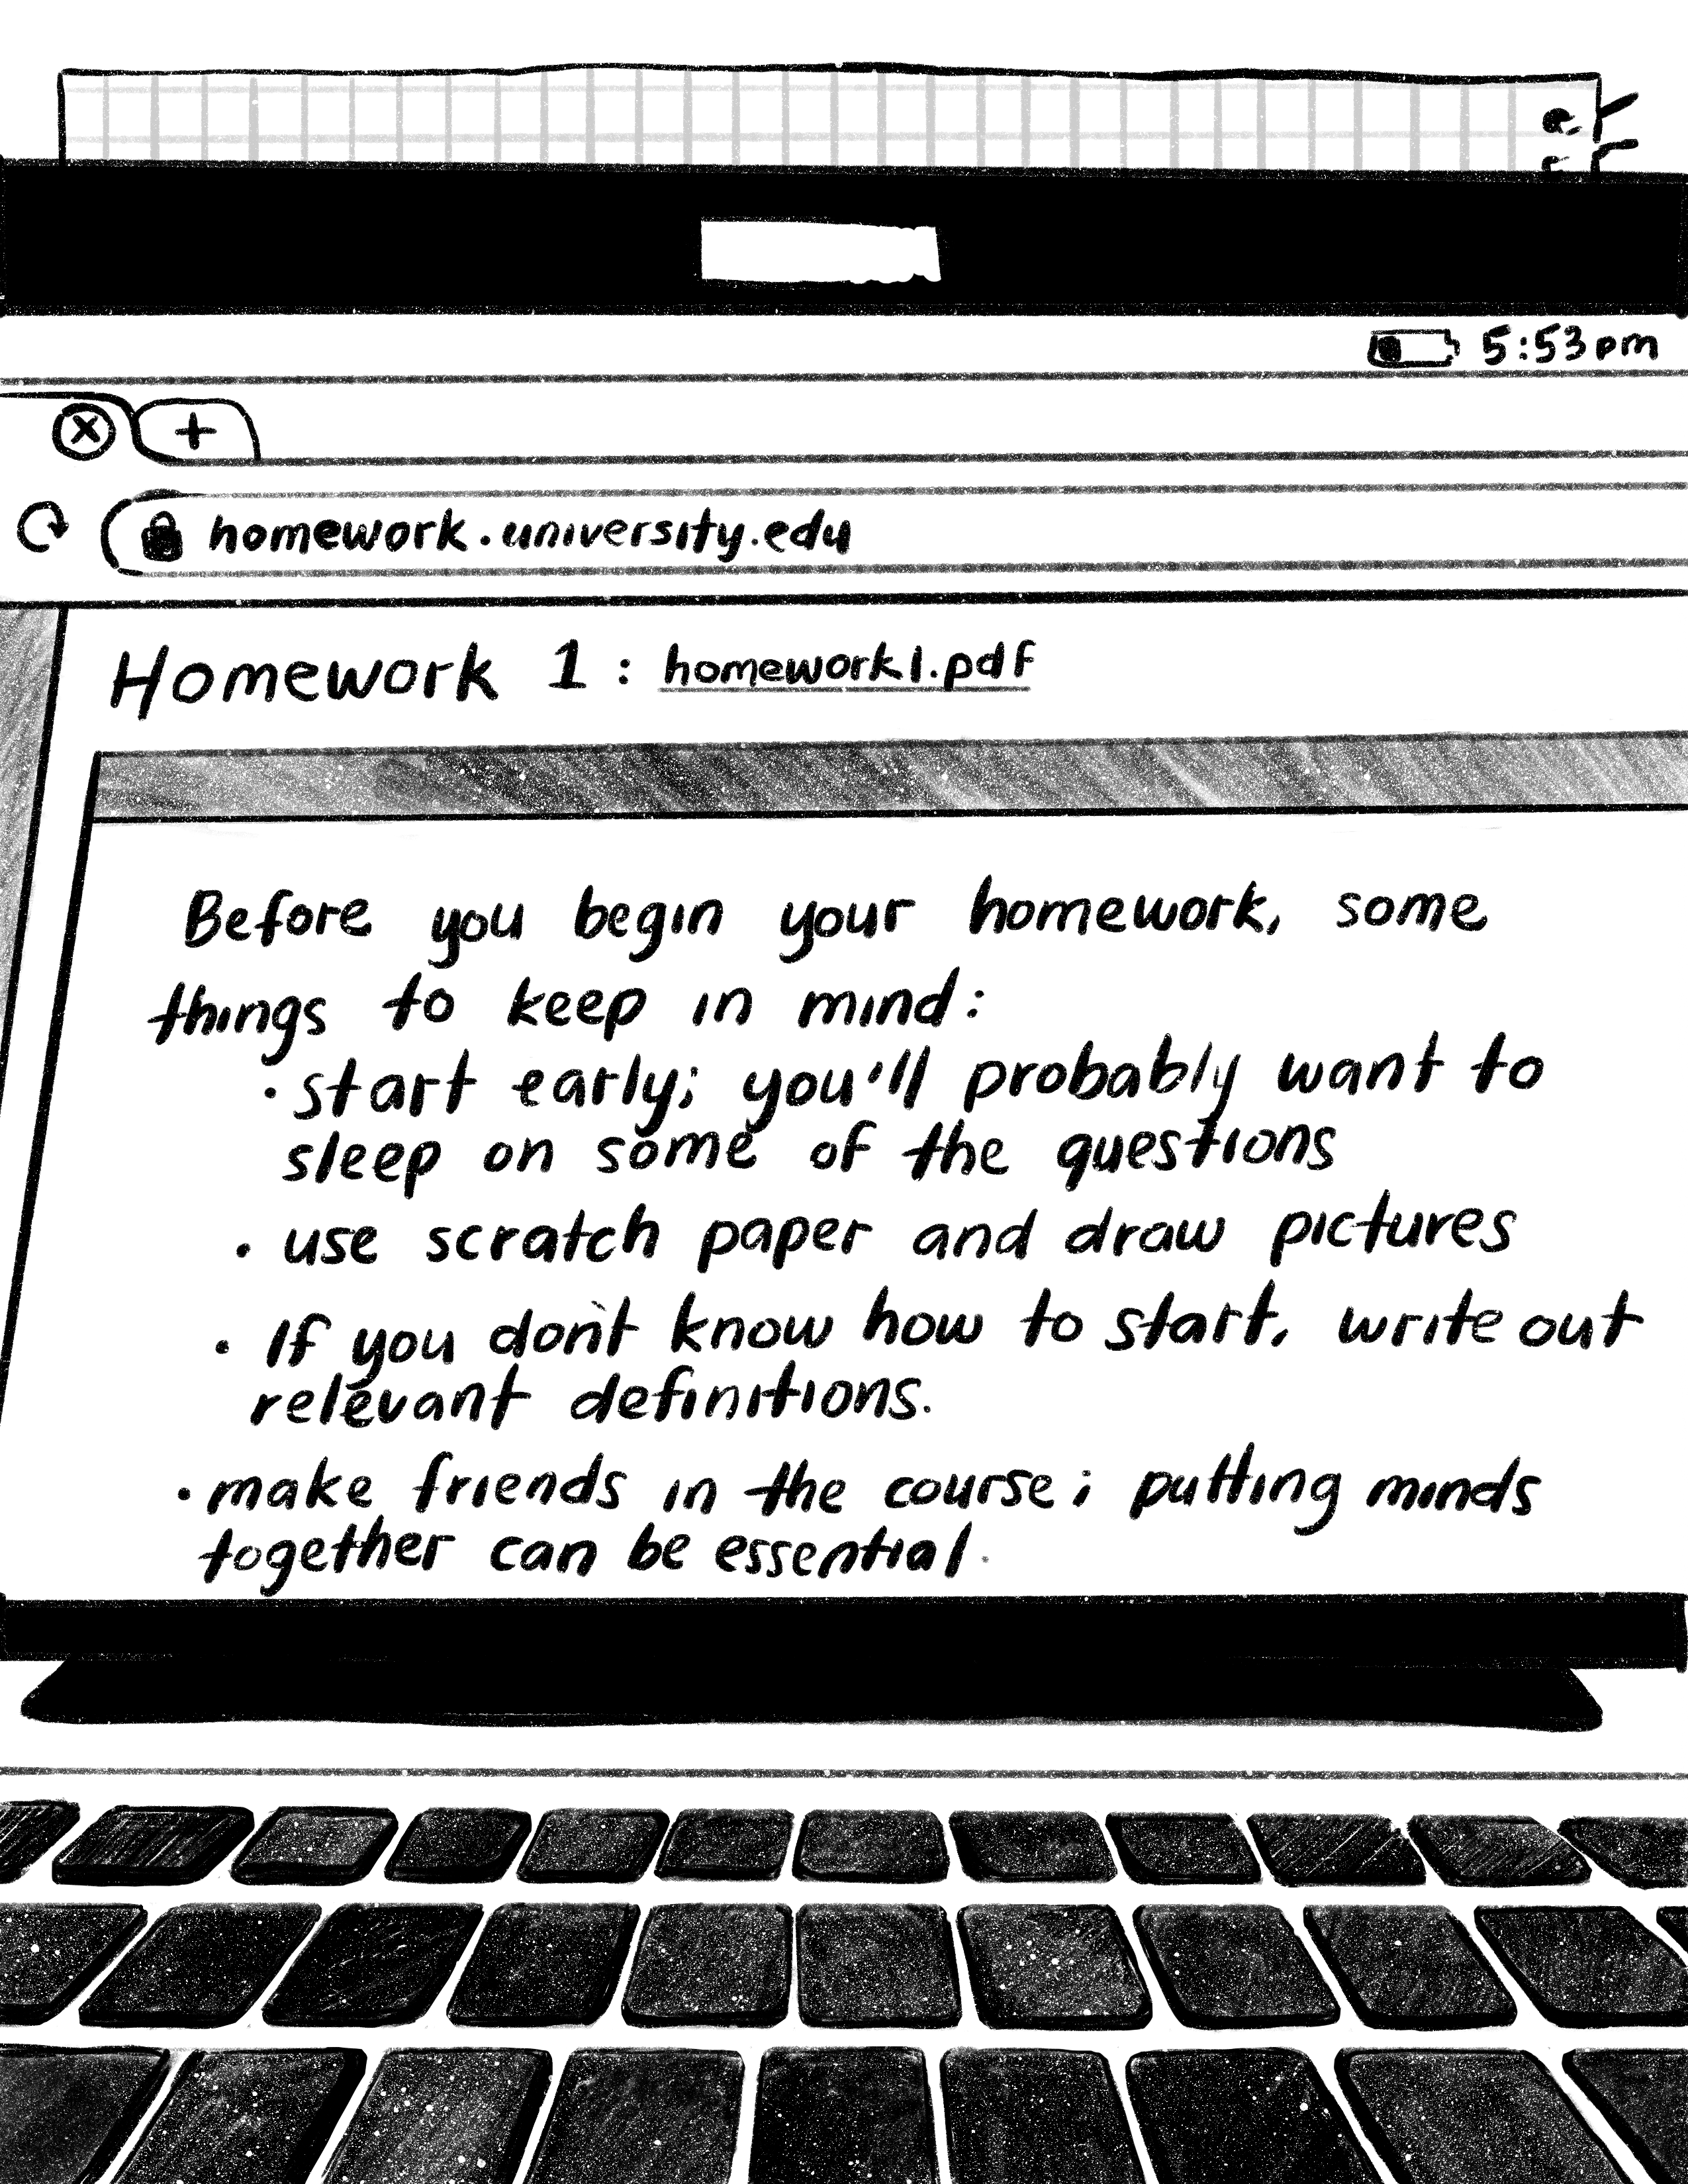 5:53pm
homework.university.edu
Homework 1: homework1.pdf
Before you begin your homework, some
things to keep in mind:
· start early; you'll probably want to
sleep on some of the questions
· use scratch paper and draw pictures
· If you don't know how to start, write out
relevant definitions.
· make friends in the course; putting minds
together can be essential.